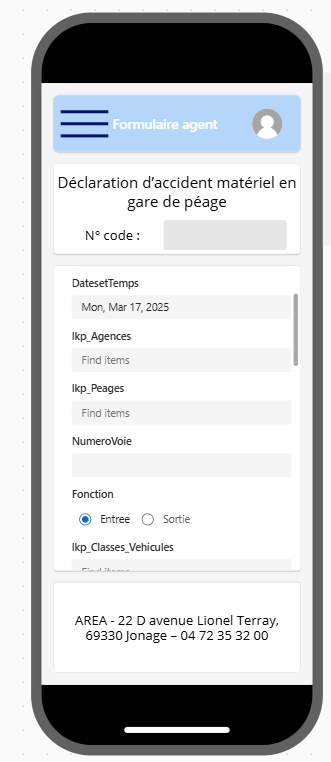 Formulaire agent
Déclaration d’accident matériel en
gare de péage
N° code :
DatesetTemps
Mon, Mar 17, 2025
lkp_Agences
Find items
lkp_Peages
Find items
NumeroVoie
Fonction
Entree Sortie
lkp_Classes_Vehicules
Find items
AREA - 22 D avenue Lionel Terray,
69330 Jonage – 04 72 35 32 00